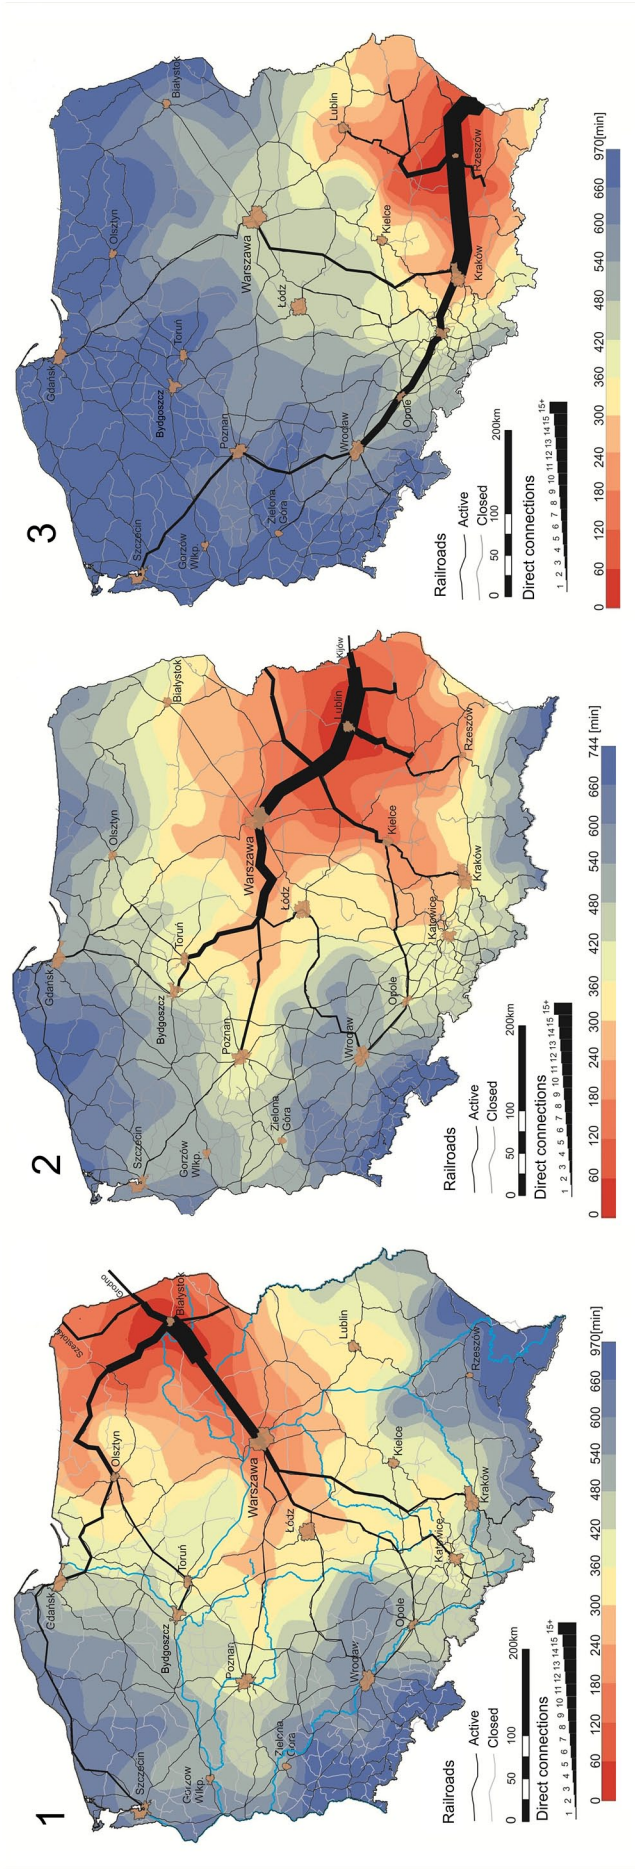 1
Gdańsk
Grodno
Szestokai
Szczecin
Olsztyn
Białystok
Toruń
Bydgoszcz
Gorzów
Wlkp.
Poznań
Warszawa
Zielona
Góra
Łódź
Lublin
Wrocław
Opole
Kielce
Katowice
Kraków
Rzeszów
Railroads
Active
Closed
0 50 100 200km
Direct connections
1 2 3 4 5 6 7 8 9 10 11 12 13 14 15+
0 60 120 180 240 300 360 420 480 540 600 660 970[min]
2
Gdańsk
Szczecin
Olsztyn
Białystok
Toruń
Bydgoszcz
Gorzów
Wlkp.
Poznań
Warszawa
Zielona
Góra
Łódź
Lublin
Kijów
Wrocław
Opole
Kielce
Katowice
Kraków
Rzeszów
Railroads
Active
Closed
0 50 100 200km
Direct connections
1 2 3 4 5 6 7 8 9 10 11 12 13 14 15+
0 60 120 180 240 300 360 420 480 540 600 660 744 [min]
3
Gdańsk
Szczecin
Olsztyn
Białystok
Toruń
Bydgoszcz
Gorzów
Wlkp.
Poznań
Warszawa
Zielona
Góra
Łódź
Lublin
Wrocław
Opole
Kielce
Kraków
Rzeszów
Railroads
Active
Closed
0 50 100 200km
Direct connections
1 2 3 4 5 6 7 8 9 10 11 12 13 14 15+
0 60 120 180 240 300 360 420 480 540 600 660 970[min]